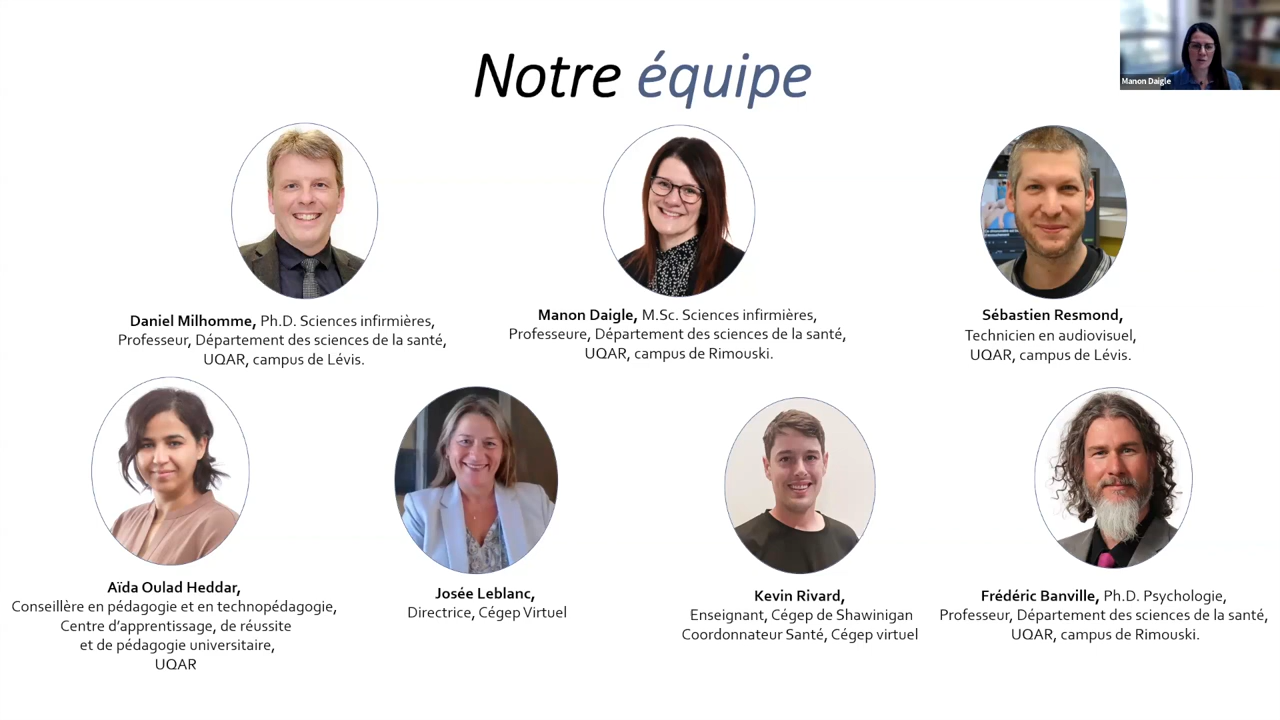 Notre équipe
Manon Daigle
Daniel Milhomme, Ph.D. Sciences infirmières,
Professeur, Département des sciences de la santé,
UQAR, campus de Lévis.
Manon Daigle, M.Sc. Sciences infirmières,
Professeure, Département des sciences de la santé,
UQAR, campus de Rimouski.
Sébastien Resmond,
Technicien en audiovisuel,
UQAR, campus de Lévis.
Aïda Oulad Heddar,
Conseillère en pédagogie et en technopédagogie,
Centre d’apprentissage, de réussite
et de pédagogie universitaire,
UQAR
Josée Leblanc,
Directrice, Cégep Virtuel
Kevin Rivard,
Enseignant, Cégep de Shawinigan
Coordonnateur Santé, Cégep virtuel
Frédéric Banville, Ph.D. Psychologie,
Professeur, Département des sciences de la santé,
UQAR, campus de Rimouski.